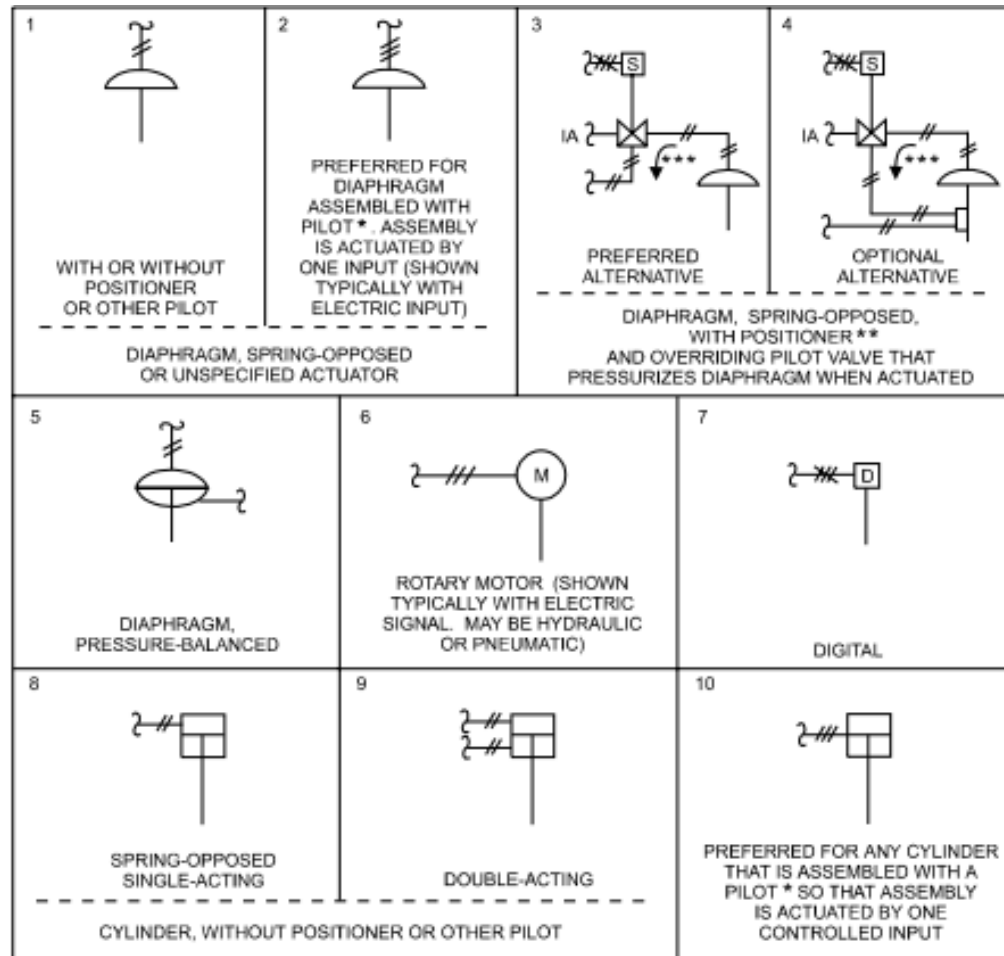 1
WITH OR WITHOUT
POSITIONER
OR OTHER PILOT
2
PREFERRED FOR
DIAPHRAGM
ASSEMBLED WITH
PILOT *. ASSEMBLY
IS ACTUATED BY
ONE INPUT (SHOWN
TYPICALLY WITH
ELECTRIC INPUT)
DIAPHRAGM, SPRING-OPPOSED
OR UNSPECIFIED ACTUATOR
3
S
IA
***
PREFERRED
ALTERNATIVE
4
S
IA
***
OPTIONAL
ALTERNATIVE
DIAPHRAGM, SPRING-OPPOSED,
WITH POSITIONER **
AND OVERRIDING PILOT VALVE THAT
PRESSURIZES DIAPHRAGM WHEN ACTUATED
5
DIAPHRAGM,
PRESSURE-BALANCED
6
M
ROTARY MOTOR (SHOWN
TYPICALLY WITH ELECTRIC
SIGNAL. MAY BE HYDRAULIC
OR PNEUMATIC)
7
D
DIGITAL
8
SPRING-OPPOSED
SINGLE-ACTING
9
DOUBLE-ACTING
CYLINDER, WITHOUT POSITIONER OR OTHER PILOT
10
PREFERRED FOR ANY CYLINDER
THAT IS ASSEMBLED WITH A
PILOT * SO THAT ASSEMBLY
IS ACTUATED BY ONE
CONTROLLED INPUT